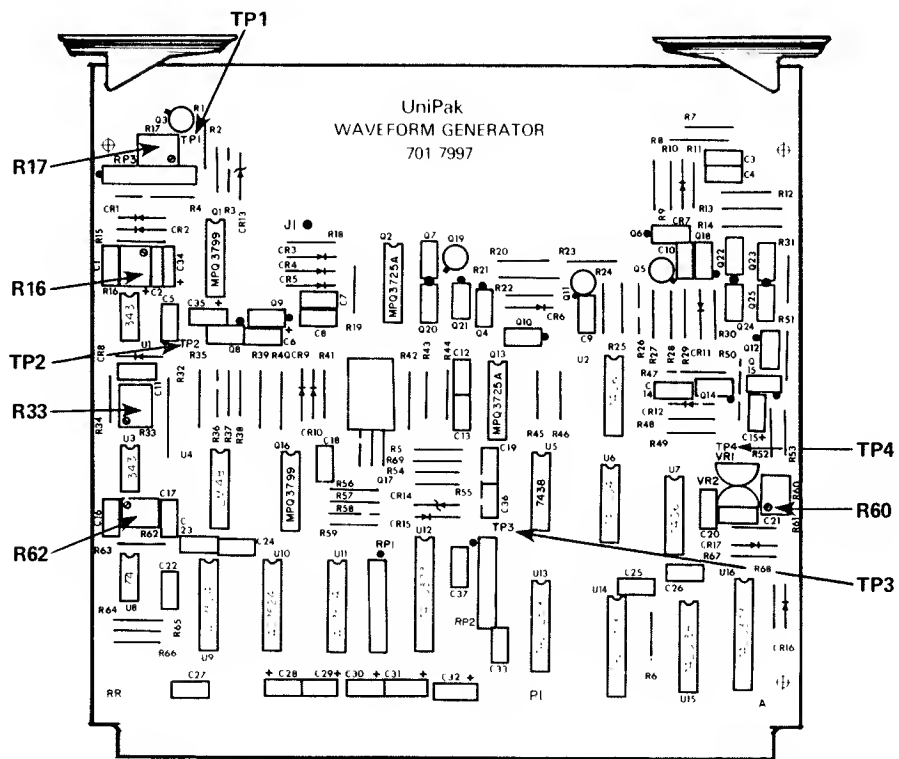 TP1
UniPak
WAVEFORM GENERATOR
701 7997
Q3
R1
R17
TP1
R2
R7
R8
R10
R11
C3
C4
R17
RP3
R4
R3
CR13
R12
R9
CR7
R13
R14
CR1
CR2
Q1
MPQ3799
J1
R18
CR3
CR4
CR5
Q2
MPQ3725A
Q7
Q19
R20
R23
Q6
C10
Q18
Q22
Q23
R31
R15
C1
R16
R16
C2
C34
R21
R22
R24
Q5
Q11
C7
C8
R19
Q20
Q21
Q4
CR6
Q10
C9
Q24
Q25
R51
R30
343
U1
C5
C35
Q9
Q8
C6
TP2
TP2
CR8
C11
R35
R39
R40
CR9
R41
R42
R43
R44
C12
Q13
MPQ3725A
U2
R25
R26
R27
R28
R29
CR11
R50
Q12
Q15
R32
R33
R34
R33
R36
R37
R38
CR10
C13
R47
C14
Q14
CR12
R48
R49
C15
R52
R53
U3
343
U4
Q16
MPQ3799
C18
R5
R69
R54
Q17
C19
R45
R46
U5
7438
U6
U7
TP4
TP4
VR1
VR2
R60
R60
R61
C16
C17
R62
R62
R63
C23
C24
R56
R57
R58
R59
CR14
CR15
R55
C36
TP3
TP3
C20
C21
CR17
R67
R68
U8
C22
U10
U11
RP1
U12
C37
RP2
U13
U14
C25
C26
U16
R64
R65
R66
U9
C33
R6
U15
CR16
RR
C27
C28
C29
C30
C31
C32
P1
A